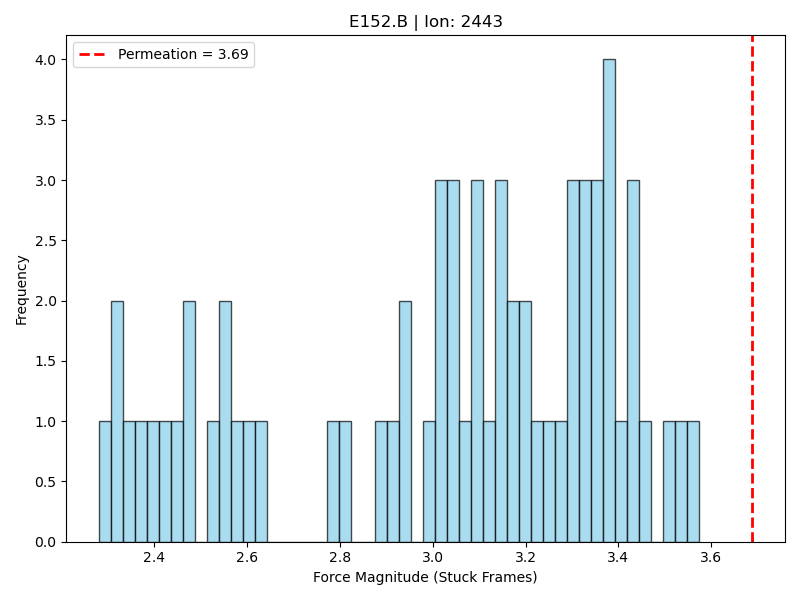 E152.B | Ion: 2443
Permeation = 3.69
4.0
3.5
3.0
2.5
2.0
1.5
1.0
0.5
0.0
Frequency
2.4 2.6 2.8 3.0 3.2 3.4 3.6
Force Magnitude (Stuck Frames)